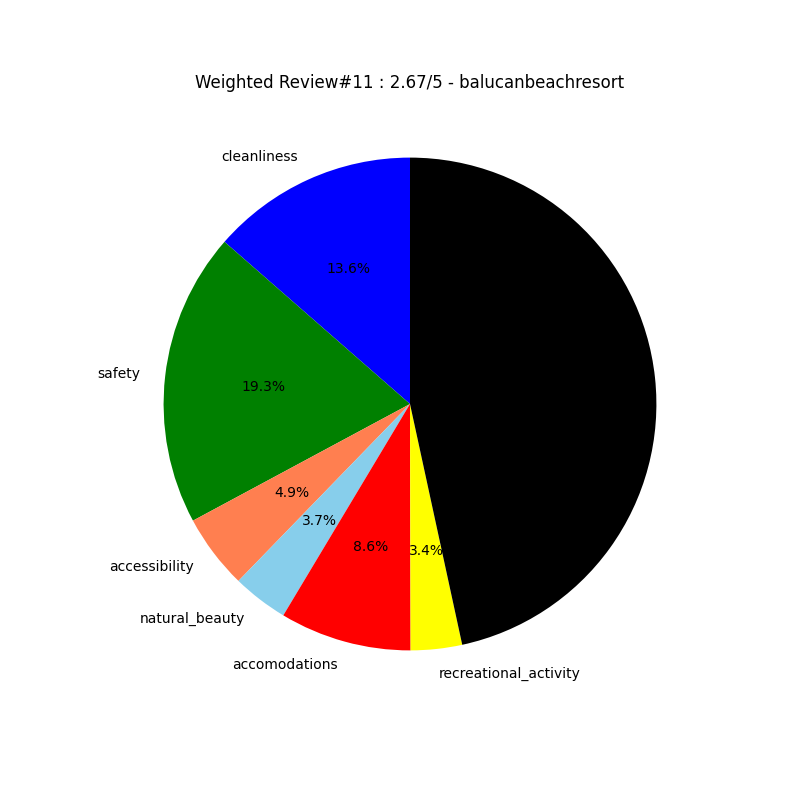 Weighted Review#11 : 2.67/5 - balucanbeachresort
cleanliness
13.6%
safety
19.3%
4.9%
accessibility
3.7%
natural_beauty
8.6%
accomodations
3.4%
recreational_activity